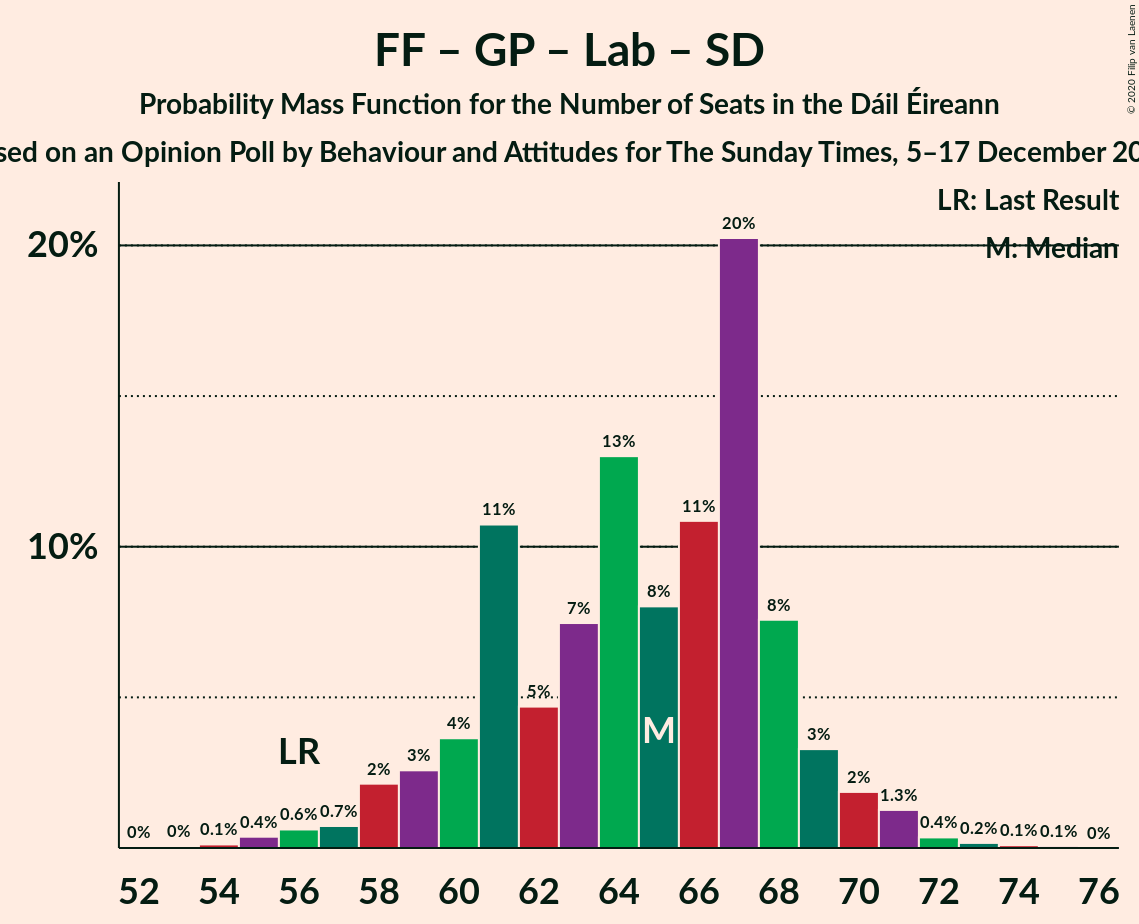 FF – GP – Lab – SD
Probability Mass Function for the Number of Seats in the Dáil Éireann
sed on an Opinion Poll by Behaviour and Attitudes for The Sunday Times, 5–17 December 20
© 2020 Filip van Laenen
LR: Last Result
M: Median
20%
10%
0% 0% 0.1% 0.4% 0.6% 0.7% 2% 3% 4% 11% 5% 7% 13% 8% 11% 20% 8% 3% 2% 1.3% 0.4% 0.2% 0.1% 0.1% 0%
LR
M
52 54 56 58 60 62 64 66 68 70 72 74 76